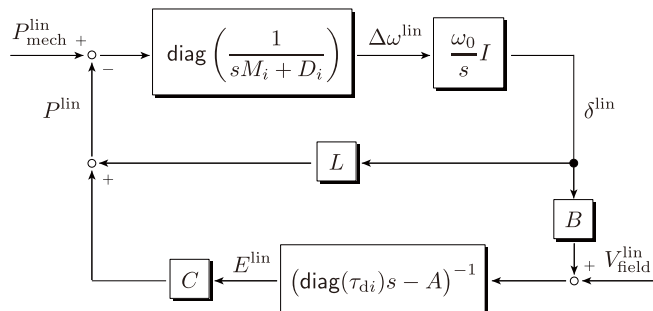 P_mech^lin
+
−
diag ( 1 / (sM_i + D_i) )
Δω^lin
ω_0 / s I
P^lin
δ^lin
L
+
B
C
E^lin
(diag(τ_di)s − A)^−1
+
V_field^lin